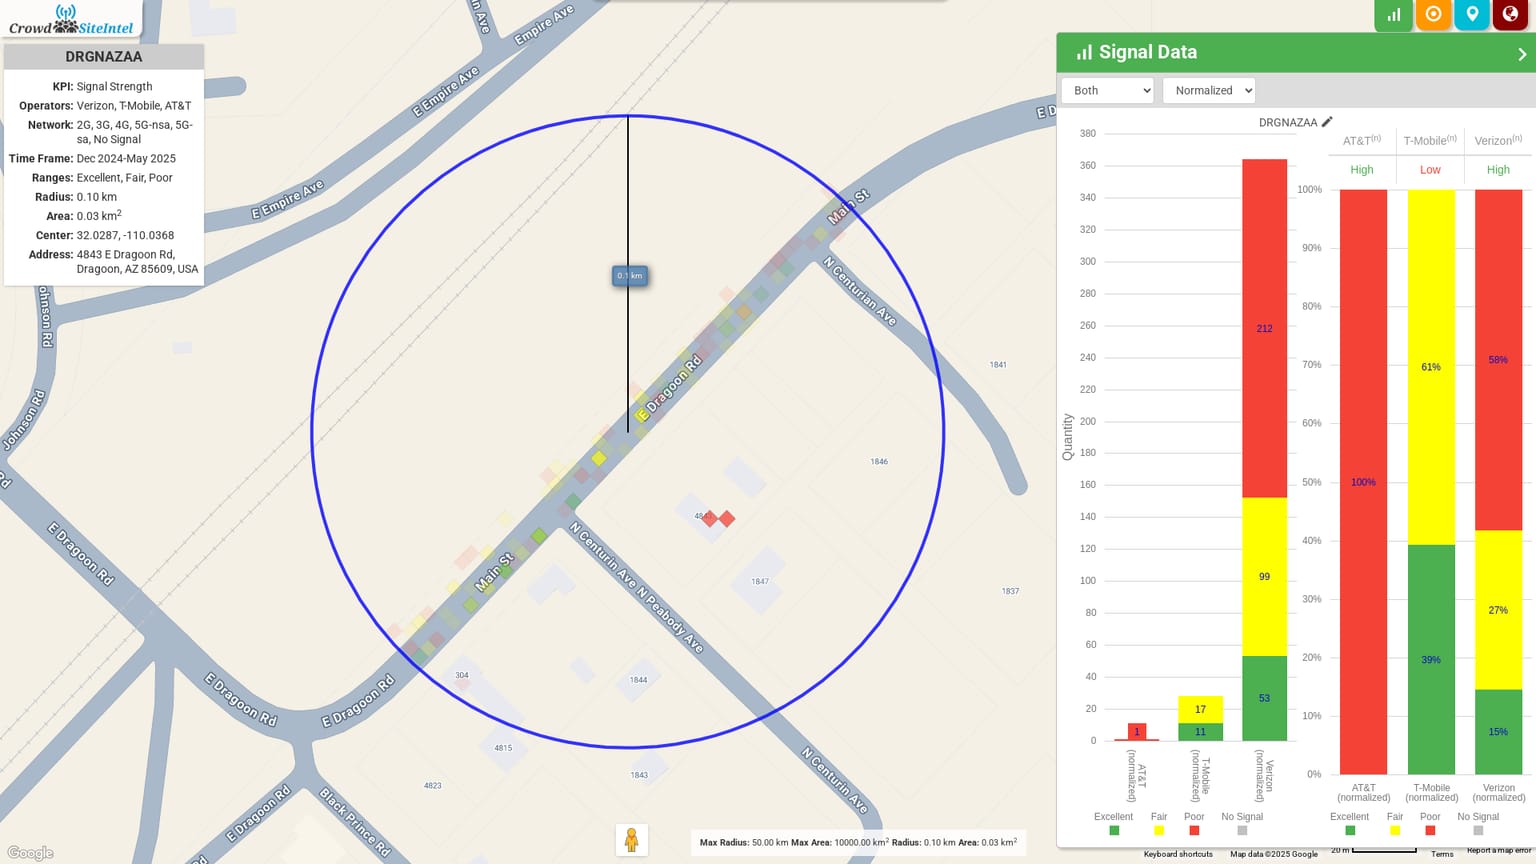 CrowdSiteIntel
DRGNAZAA
KPI: Signal Strength
Operators: Verizon, T-Mobile, AT&T
Network: 2G, 3G, 4G, 5G-nsa, 5G-
sa, No Signal
Time Frame: Dec 2024-May 2025
Ranges: Excellent, Fair, Poor
Radius: 0.10 km
Area: 0.03 km²
Center: 32.0287, -110.0368
Address: 4843 E Dragoon Rd,
Dragoon, AZ 85609, USA
Empire Ave
E Empire Ave
E Empire Ave
Johnson Rd
E Dragoon Rd
E Dragoon Rd
E Dragoon Rd
E Dragoon Rd
Black Prince Rd
Main St
E Dragoon Rd
Main St
N Centurian Ave
N Centurin Ave
N Peabody Ave
N Centurin Ave
0.1 km
1841
1846
1847
1837
304
1844
4815
1843
4823
Google
Max Radius: 50.00 km Max Area: 10000.00 km² Radius: 0.10 km Area: 0.03 km²
Signal Data
Both
Normalized
DRGNAZAA
Quantity
380
360
340
320
300
280
260
240
220
200
180
160
140
120
100
80
60
40
20
0
1
17
11
212
99
53
AT&T
(normalized)
T-Mobile
(normalized)
Verizon
(normalized)
Excellent Fair Poor No Signal
AT&T(n) T-Mobile(n) Verizon(n)
High Low High
100%
90%
80%
70%
60%
50%
40%
30%
20%
10%
0%
100%
61%
39%
58%
27%
15%
AT&T
(normalized)
T-Mobile
(normalized)
Verizon
(normalized)
Excellent Fair Poor No Signal
Keyboard shortcuts Map data ©2025 Google 20 m Terms Report a map error